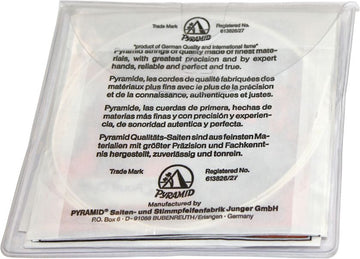 Trade Mark
Registered No.
613826/27
PYRAMID
"product of German Quality and international fame"
Pyramid strings of quality made of finest mate-
rials, with greatest precision and by expert
hands, reliable and perfect and true.
Pyramide, les cordes de qualité fabriquées des
matériaux plus fins avec le plus de la précision
et de la connaissance, authentiques et justes.
Pyramide, las cuerdas de primera, hechas de
materias más finas y con precisión y experien-
cia, de sonoridad autentica y perfecta.
Pyramid Qualitäts-Saiten sind aus feinsten Ma-
terialien mit größter Präzision und Fachkennt-
nis hergestellt, zuverlässig und tonrein.
Trade Mark
Registered No.
613826/27
PYRAMID
Manufactured by
PYRAMID® Saiten- und Stimmpfeifenfabrik Junger GmbH
P.O. Box 6 · D - 91088 BUBENREUTH/Erlangen · Germany